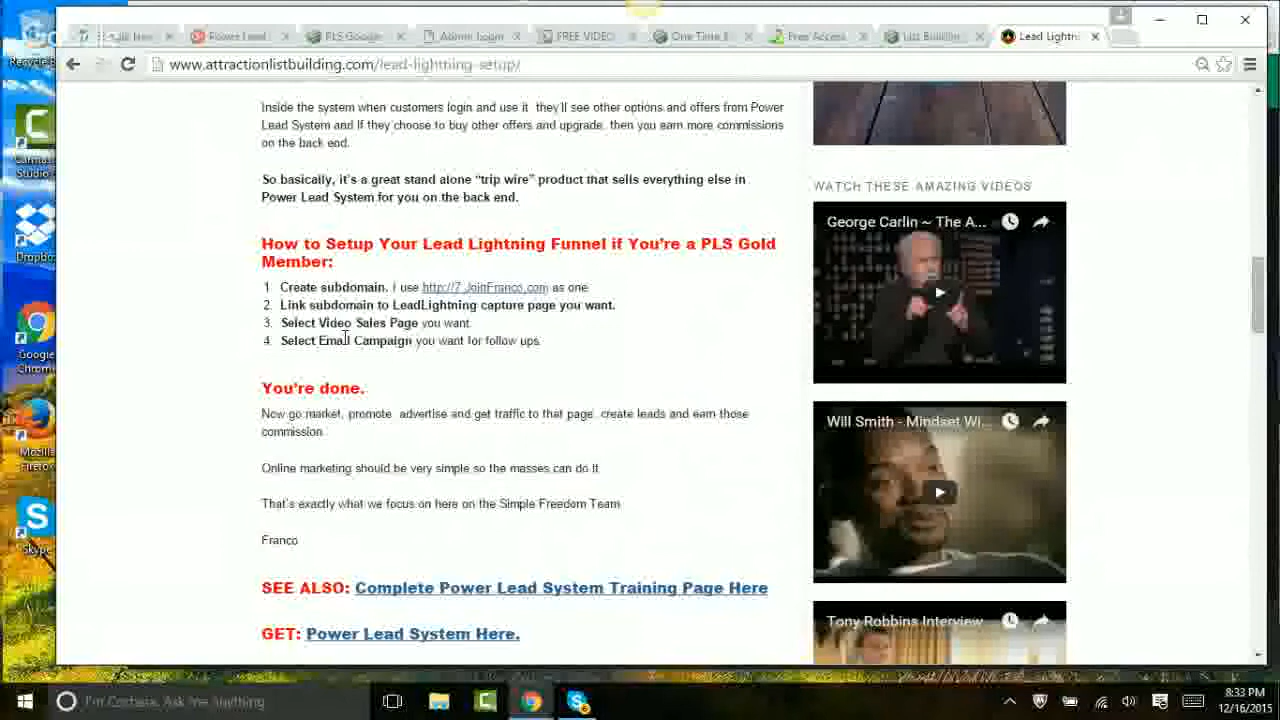 Power Lead
PLS Google
Admin login
FREE VIDEO
One Time
Free Access
List Buildin
Lead Lightni
www.attractionlistbuilding.com/lead-lightning-setup/
Recycle
Camtasia
Studio
Dropbo
Google
Chrome
Mozilla
Firefox
Skype
Inside the system when customers login and use it they'll see other options and offers from Power
Lead System and If they choose to buy other offers and upgrade, then you earn more commissions
on the back end.
So basically, it's a great stand alone “trip wire” product that sells everything else in
Power Lead System for you on the back end.
How to Setup Your Lead Lightning Funnel if You're a PLS Gold
Member:
1. Create subdomain. I use http://7.JoinFranco.com as one
2. Link subdomain to LeadLightning capture page you want.
3. Select Video Sales Page you want
4. Select Email Campaign you want for follow ups.
You're done.
Now go market, promote advertise and get traffic to that page create leads and earn those
commission
Online marketing should be very simple so the masses can do it
That's exactly what we focus on here on the Simple Freedom Team
Franco
SEE ALSO: Complete Power Lead System Training Page Here
GET: Power Lead System Here.
WATCH THESE AMAZING VIDEOS
George Carlin ~ The A...
Will Smith - Mindset Wi...
Tony Robbins Interview
I'm Cortana. Ask Me Anything
8:33 PM
12/16/2015